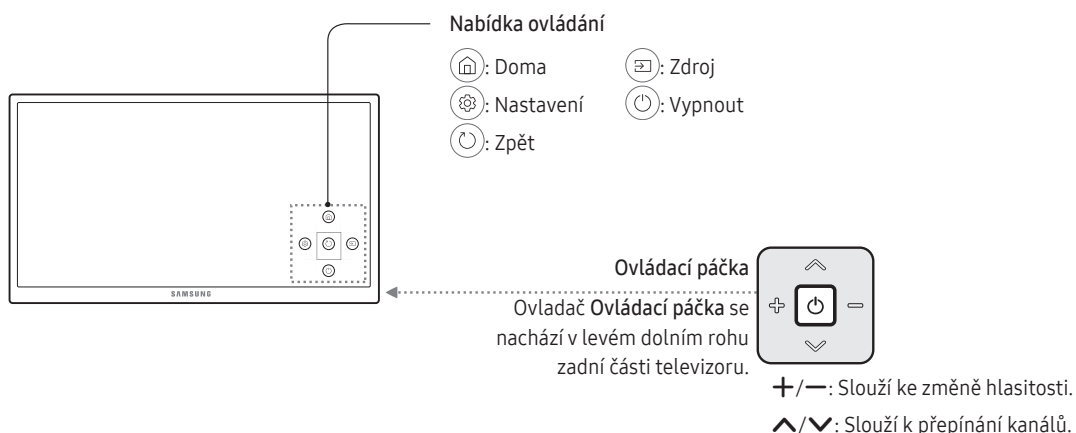 Nabídka ovládání
: Doma
: Zdroj
: Nastavení
: Vypnout
: Zpět
SAMSUNG
Ovládací páčka
Ovladač Ovládací páčka se
nachází v levém dolním rohu
zadní části televizoru.
+/−: Slouží ke změně hlasitosti.
∧/∨: Slouží k přepínání kanálů.